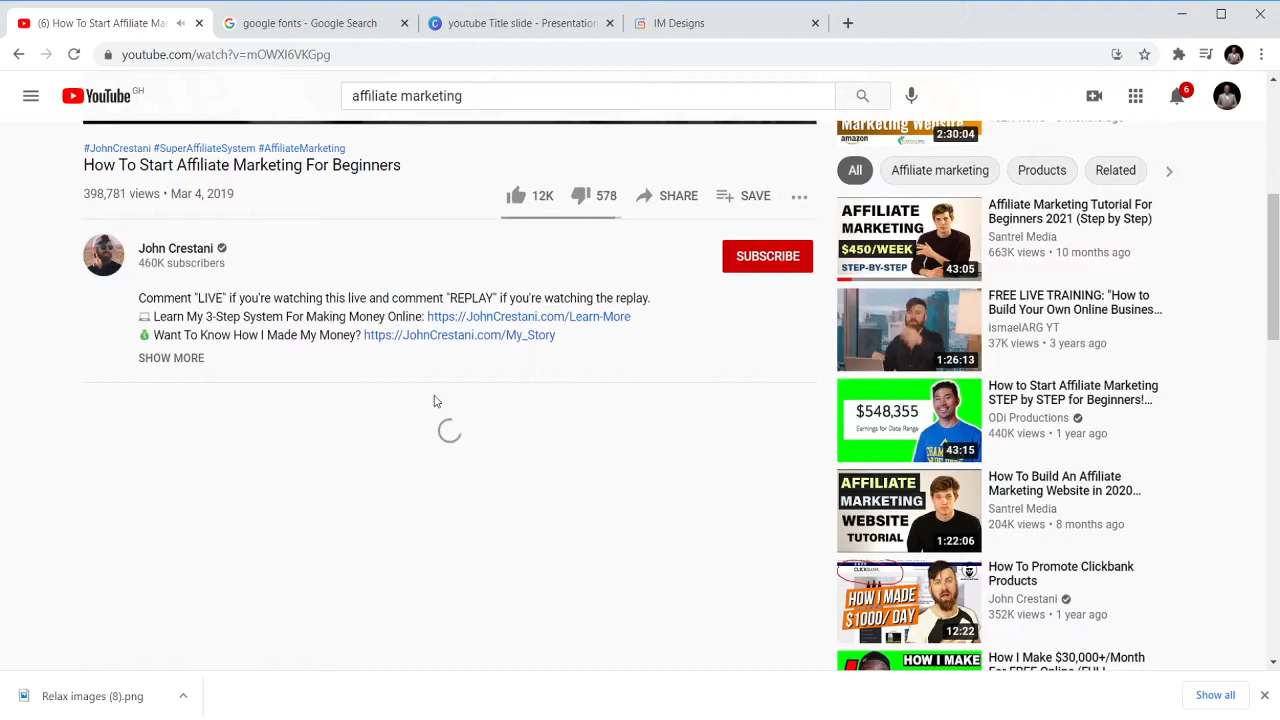 (6) How To Start Affiliate Mar
google fonts - Google Search
youtube Title slide - Presentation
IM Designs
youtube.com/watch?v=mOWXI6VKGpg
YouTube GH
affiliate marketing
6
Marketing Website
amazon
2:30:04
#JohnCrestani #SuperAffiliateSystem #AffiliateMarketing
How To Start Affiliate Marketing For Beginners
398,781 views • Mar 4, 2019
12K
578
SHARE
SAVE
John Crestani
460K subscribers
SUBSCRIBE
Comment "LIVE" if you're watching this live and comment "REPLAY" if you're watching the replay.
Learn My 3-Step System For Making Money Online: https://JohnCrestani.com/Learn-More
Want To Know How I Made My Money? https://JohnCrestani.com/My_Story
SHOW MORE
All
Affiliate marketing
Products
Related
AFFILIATE
MARKETING
$450/WEEK
STEP-BY-STEP
43:05
Affiliate Marketing Tutorial For
Beginners 2021 (Step by Step)
Santrel Media
663K views • 10 months ago
1:26:13
FREE LIVE TRAINING: "How to
Build Your Own Online Busines...
ismaelARG YT
37K views • 3 years ago
$548,355
Earnings for Date Range
43:15
How to Start Affiliate Marketing
STEP by STEP for Beginners!...
ODi Productions
440K views • 1 year ago
AFFILIATE
MARKETING
WEBSITE
TUTORIAL
1:22:06
How To Build An Affiliate
Marketing Website in 2020...
Santrel Media
204K views • 8 months ago
CLICKBANK
HOW I MADE
$1000/ DAY
12:22
How To Promote Clickbank
Products
John Crestani
352K views • 1 year ago
HOW I MAKE
How I Make $30,000+/Month
Relax images (8).png
Show all